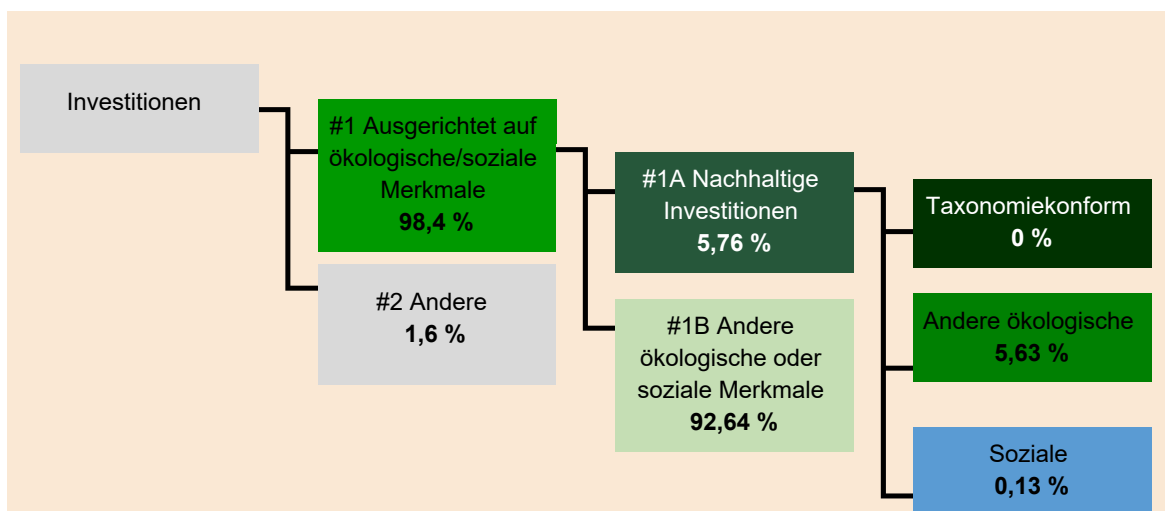 Investitionen
#1 Ausgerichtet auf
ökologische/soziale
Merkmale
98,4 %
#2 Andere
1,6 %
#1A Nachhaltige
Investitionen
5,76 %
#1B Andere
ökologische oder
soziale Merkmale
92,64 %
Taxonomiekonform
0 %
Andere ökologische
5,63 %
Soziale
0,13 %